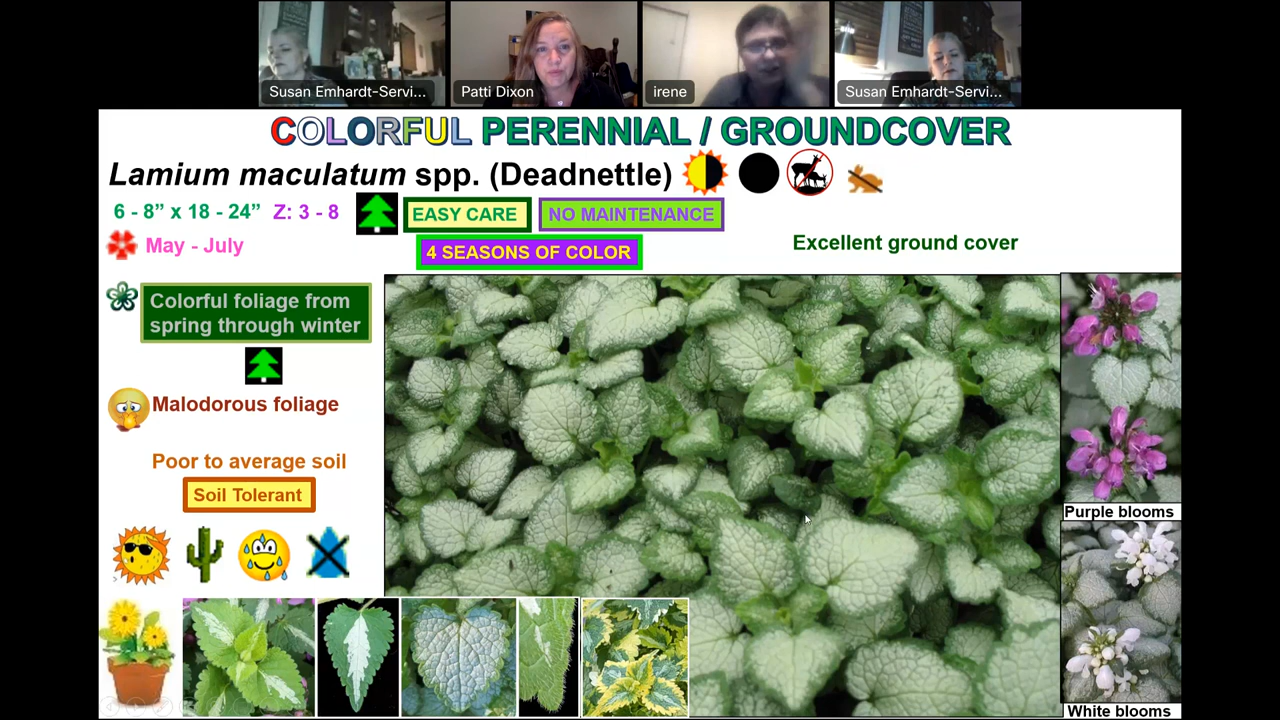 Susan Emhardt-Servi...
Patti Dixon
irene
Susan Emhardt-Servi...
COLORFUL PERENNIAL / GROUNDCOVER
Lamium maculatum spp. (Deadnettle)
6 - 8” x 18 - 24” Z: 3 - 8
EASY CARE
NO MAINTENANCE
May - July
4 SEASONS OF COLOR
Excellent ground cover
Colorful foliage from
spring through winter
Malodorous foliage
Poor to average soil
Soil Tolerant
Purple blooms
White blooms